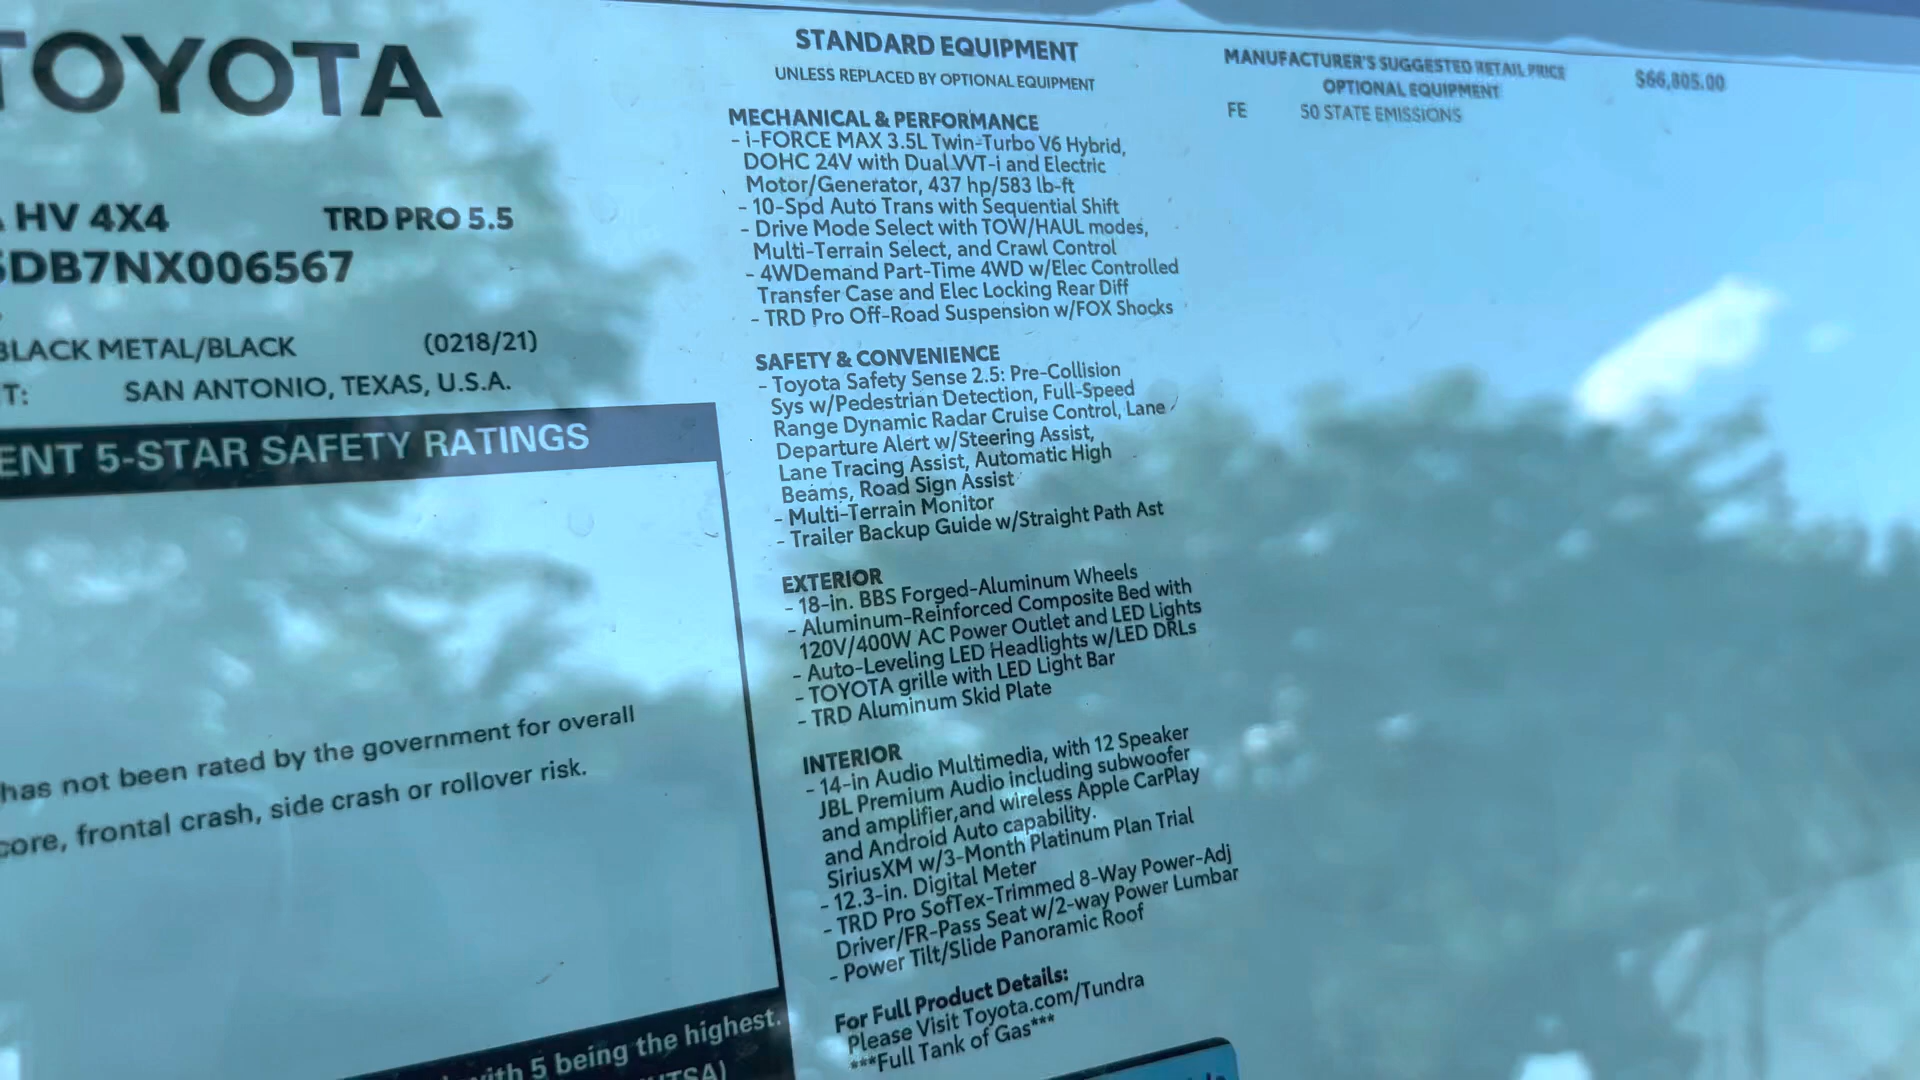 TOYOTA
HV 4X4 TRD PRO 5.5
DB7NX006567
BLACK METAL/BLACK (0218/21)
T: SAN ANTONIO, TEXAS, U.S.A.
ENT 5-STAR SAFETY RATINGS
has not been rated by the government for overall
core, frontal crash, side crash or rollover risk.
with 5 being the highest.
STANDARD EQUIPMENT
UNLESS REPLACED BY OPTIONAL EQUIPMENT
MECHANICAL & PERFORMANCE
- i-FORCE MAX 3.5L Twin-Turbo V6 Hybrid,
DOHC 24V with Dual VVT-i and Electric
Motor/Generator, 437 hp/583 lb-ft
- 10-Spd Auto Trans with Sequential Shift
- Drive Mode Select with TOW/HAUL modes,
Multi-Terrain Select, and Crawl Control
- 4WDemand Part-Time 4WD w/Elec Controlled
Transfer Case and Elec Locking Rear Diff
- TRD Pro Off-Road Suspension w/FOX Shocks
SAFETY & CONVENIENCE
- Toyota Safety Sense 2.5: Pre-Collision
Sys w/Pedestrian Detection, Full-Speed
Range Dynamic Radar Cruise Control, Lane
Departure Alert w/Steering Assist,
Lane Tracing Assist, Automatic High
Beams, Road Sign Assist
- Multi-Terrain Monitor
- Trailer Backup Guide w/Straight Path Ast
EXTERIOR
- 18-in. BBS Forged-Aluminum Wheels
- Aluminum-Reinforced Composite Bed with
120V/400W AC Power Outlet and LED Lights
- Auto-Leveling LED Headlights w/LED DRLs
- TOYOTA grille with LED Light Bar
- TRD Aluminum Skid Plate
INTERIOR
- 14-in Audio Multimedia, with 12 Speaker
JBL Premium Audio including subwoofer
and amplifier,and wireless Apple CarPlay
and Android Auto capability.
SiriusXM w/3-Month Platinum Plan Trial
- 12.3-in. Digital Meter
- TRD Pro SofTex-Trimmed 8-Way Power-Adj
Driver/FR-Pass Seat w/2-way Power Lumbar
- Power Tilt/Slide Panoramic Roof
For Full Product Details:
Please Visit Toyota.com/Tundra
***Full Tank of Gas***
MANUFACTURER'S SUGGESTED RETAIL PRICE $66,805.00
OPTIONAL EQUIPMENT
FE 50 STATE EMISSIONS